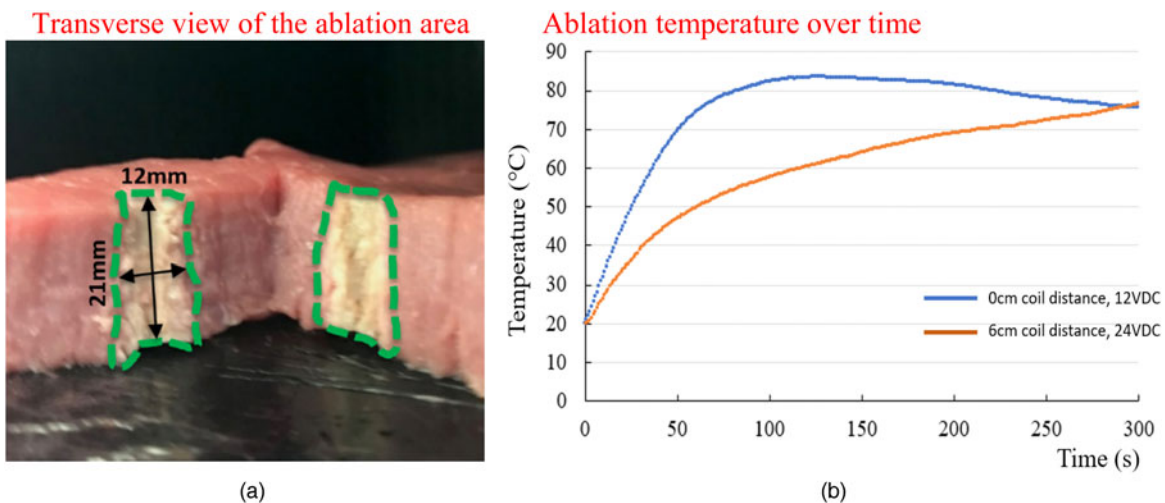 Transverse view of the ablation area
12mm
21mm
(a)
Ablation temperature over time
Temperature (°C)
90
80
70
60
50
40
30
20
10
0
0 50 100 150 200 250 300
Time (s)
0cm coil distance, 12VDC
6cm coil distance, 24VDC
(b)